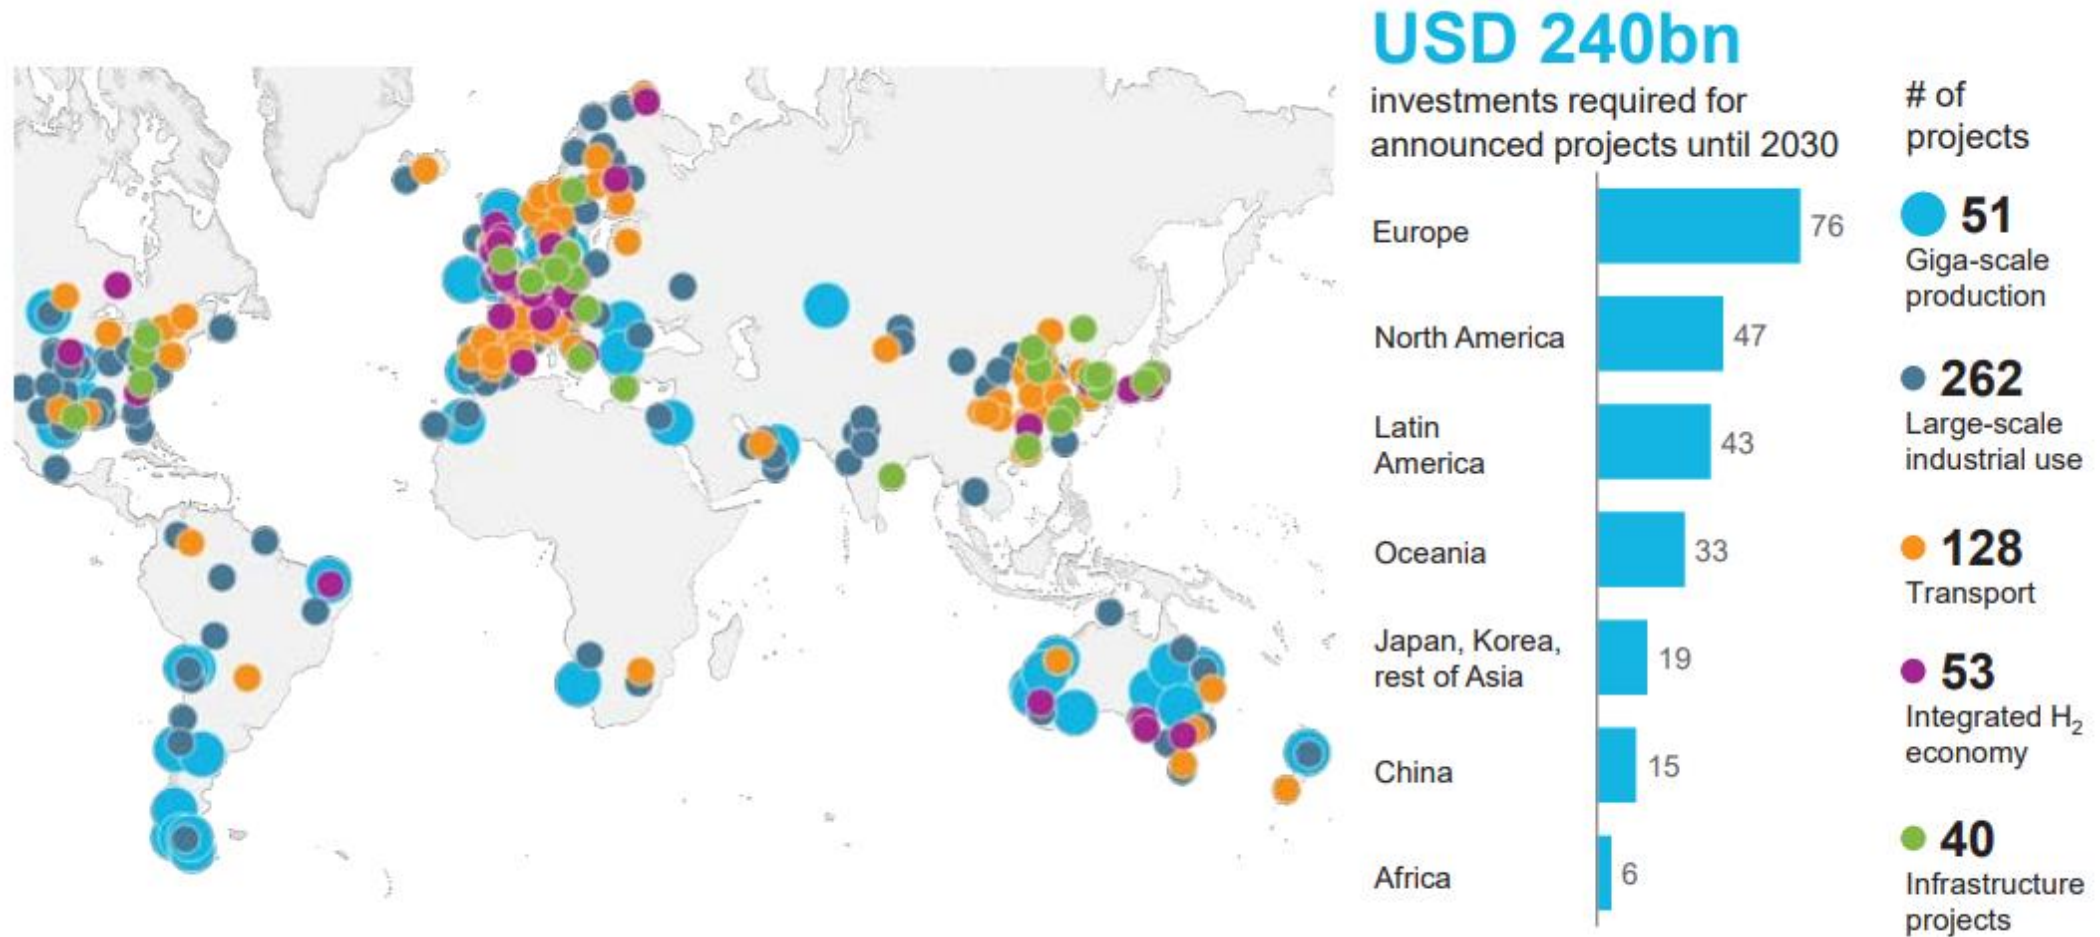 USD 240bn
investments required for
announced projects until 2030
Europe
76
North America
47
Latin
America
43
Oceania
33
Japan, Korea,
rest of Asia
19
China
15
Africa
6
# of
projects
51
Giga-scale
production
262
Large-scale
industrial use
128
Transport
53
Integrated H₂
economy
40
Infrastructure
projects